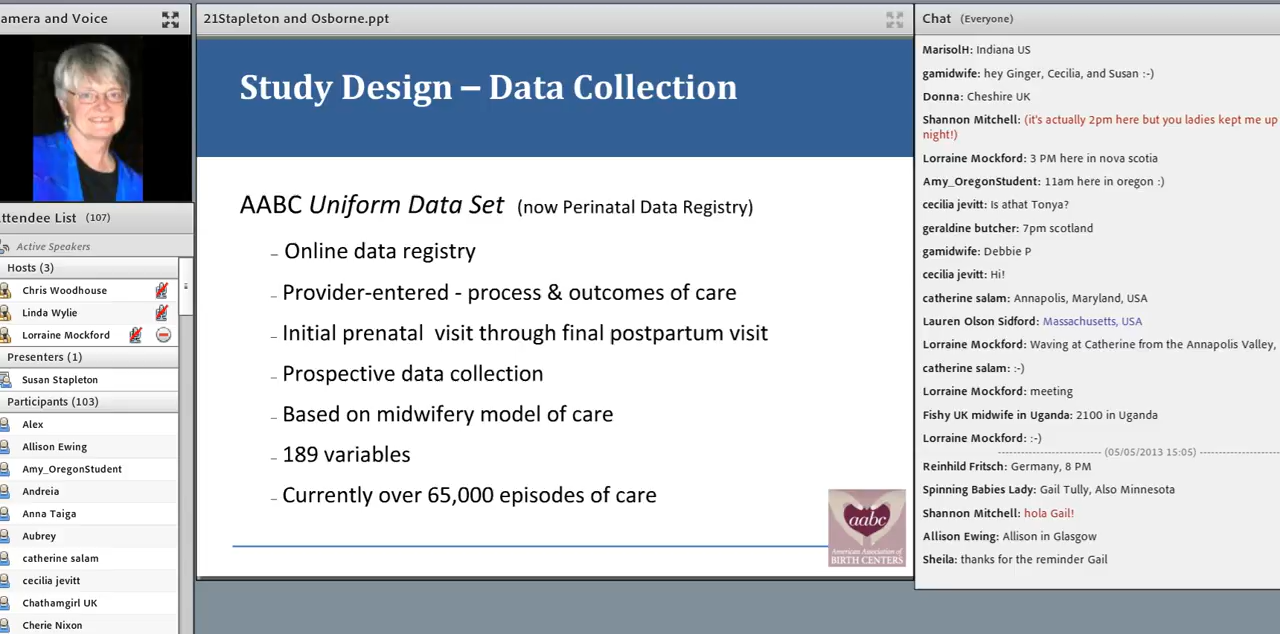 amera and Voice
ttendee List (107)
Active Speakers
Hosts (3)
Chris Woodhouse
Linda Wylie
Lorraine Mockford
Presenters (1)
Susan Stapleton
Participants (103)
Alex
Allison Ewing
Amy_OregonStudent
Andreia
Anna Taiga
Aubrey
catherine salam
cecilia jevitt
Chathamgirl UK
Cherie Nixon
21Stapleton and Osborne.ppt
Study Design – Data Collection
AABC Uniform Data Set (now Perinatal Data Registry)
– Online data registry
– Provider-entered - process & outcomes of care
– Initial prenatal visit through final postpartum visit
– Prospective data collection
– Based on midwifery model of care
– 189 variables
– Currently over 65,000 episodes of care
aabc
American Association of
BIRTH CENTERS
Chat (Everyone)
MarisolH: Indiana US
gamidwife: hey Ginger, Cecilia, and Susan :-)
Donna: Cheshire UK
Shannon Mitchell: (it's actually 2pm here but you ladies kept me up
night!)
Lorraine Mockford: 3 PM here in nova scotia
Amy_OregonStudent: 11am here in oregon :)
cecilia jevitt: Is athat Tonya?
geraldine butcher: 7pm scotland
gamidwife: Debbie P
cecilia jevitt: Hi!
catherine salam: Annapolis, Maryland, USA
Lauren Olson Sidford: Massachusetts, USA
Lorraine Mockford: Waving at Catherine from the Annapolis Valley,
catherine salam: :-)
Lorraine Mockford: meeting
Fishy UK midwife in Uganda: 2100 in Uganda
Lorraine Mockford: :-)
(05/05/2013 15:05)
Reinhild Fritsch: Germany, 8 PM
Spinning Babies Lady: Gail Tully, Also Minnesota
Shannon Mitchell: hola Gail!
Allison Ewing: Allison in Glasgow
Sheila: thanks for the reminder Gail